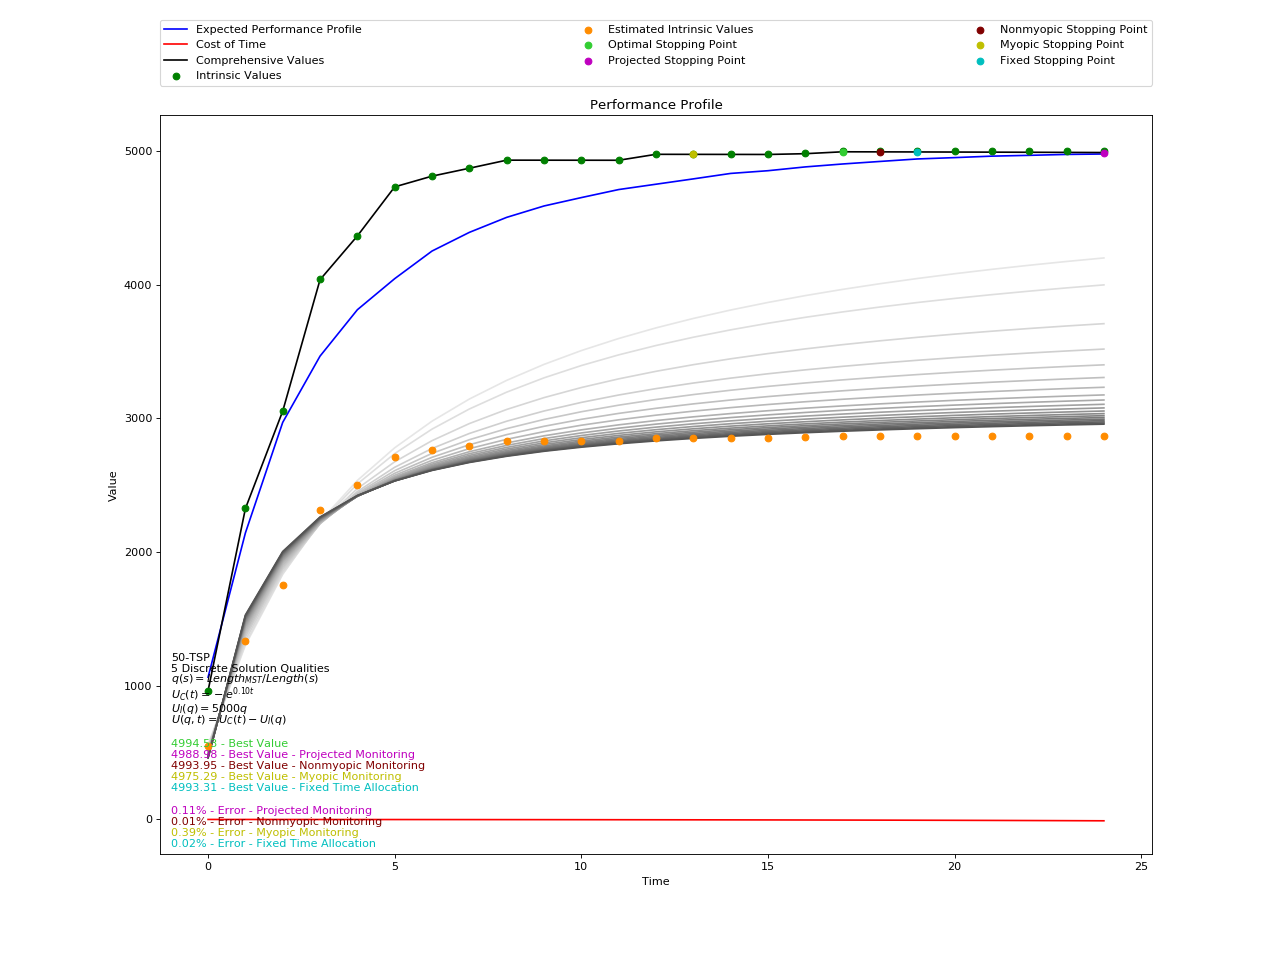 Expected Performance Profile
Cost of Time
Comprehensive Values
Intrinsic Values
Estimated Intrinsic Values
Optimal Stopping Point
Projected Stopping Point
Nonmyopic Stopping Point
Myopic Stopping Point
Fixed Stopping Point
Performance Profile
5000
4000
3000
2000
1000
0
Value
50-TSP
5 Discrete Solution Qualities
q(s) = Length_MST/Length(s)
U_C(t) = −e^0.10t
U_I(q) = 5000q
U(q, t) = U_C(t) − U_I(q)
4994.53 - Best Value
4988.98 - Best Value - Projected Monitoring
4993.95 - Best Value - Nonmyopic Monitoring
4975.29 - Best Value - Myopic Monitoring
4993.31 - Best Value - Fixed Time Allocation
0.11% - Error - Projected Monitoring
0.01% - Error - Nonmyopic Monitoring
0.39% - Error - Myopic Monitoring
0.02% - Error - Fixed Time Allocation
0 5 10 15 20 25
Time